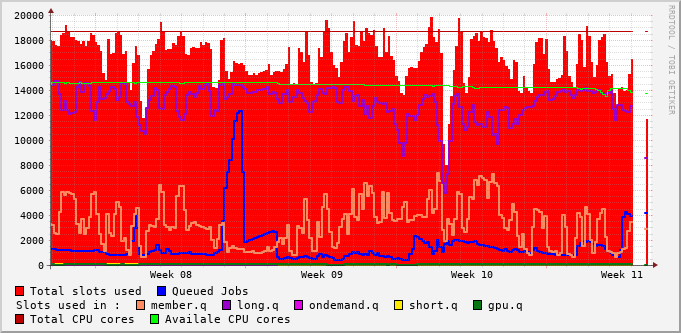 20000
18000
16000
14000
12000
10000
8000
6000
4000
2000
0
Week 08 Week 09 Week 10 Week 11
Total slots used Queued Jobs
Slots used in : member.q long.q ondemand.q short.q gpu.q
Total CPU cores Availale CPU cores
RRDTOOL / TOBI OETIKER